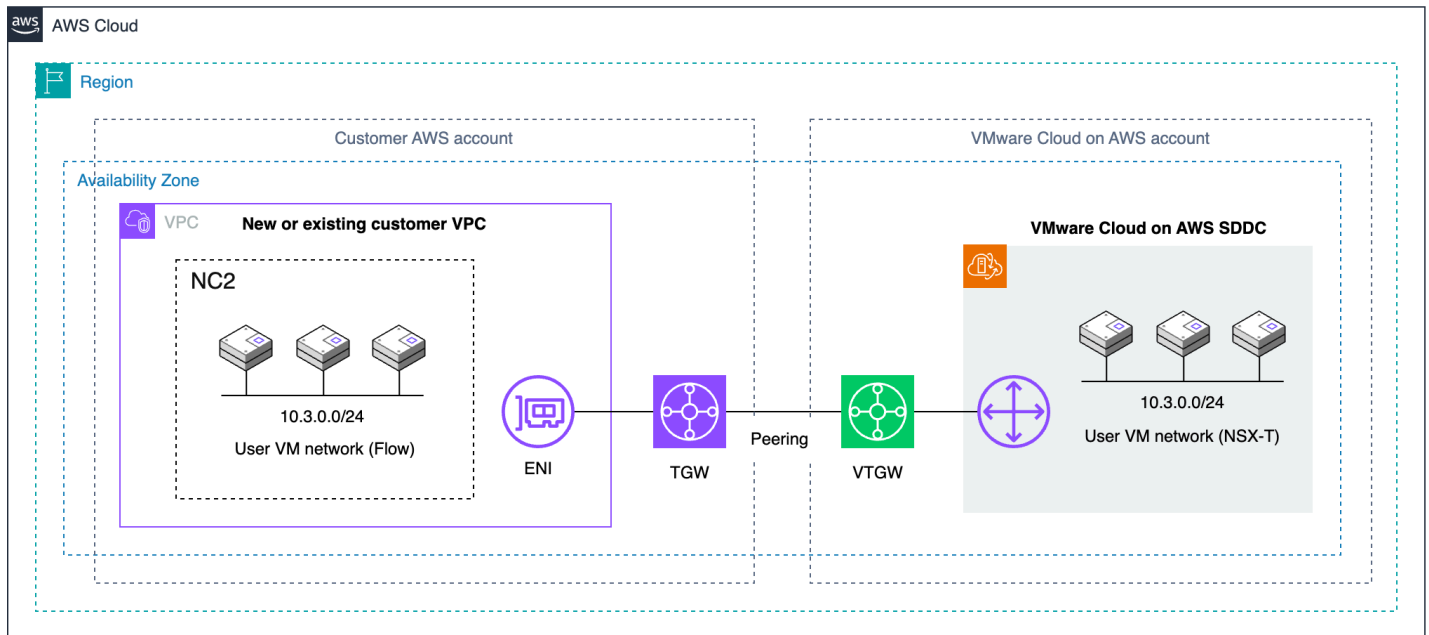 aws
AWS Cloud
Region
Customer AWS account
VMware Cloud on AWS account
Availability Zone
VPC
New or existing customer VPC
VMware Cloud on AWS SDDC
NC2
10.3.0.0/24
User VM network (Flow)
ENI
TGW
Peering
VTGW
10.3.0.0/24
User VM network (NSX-T)